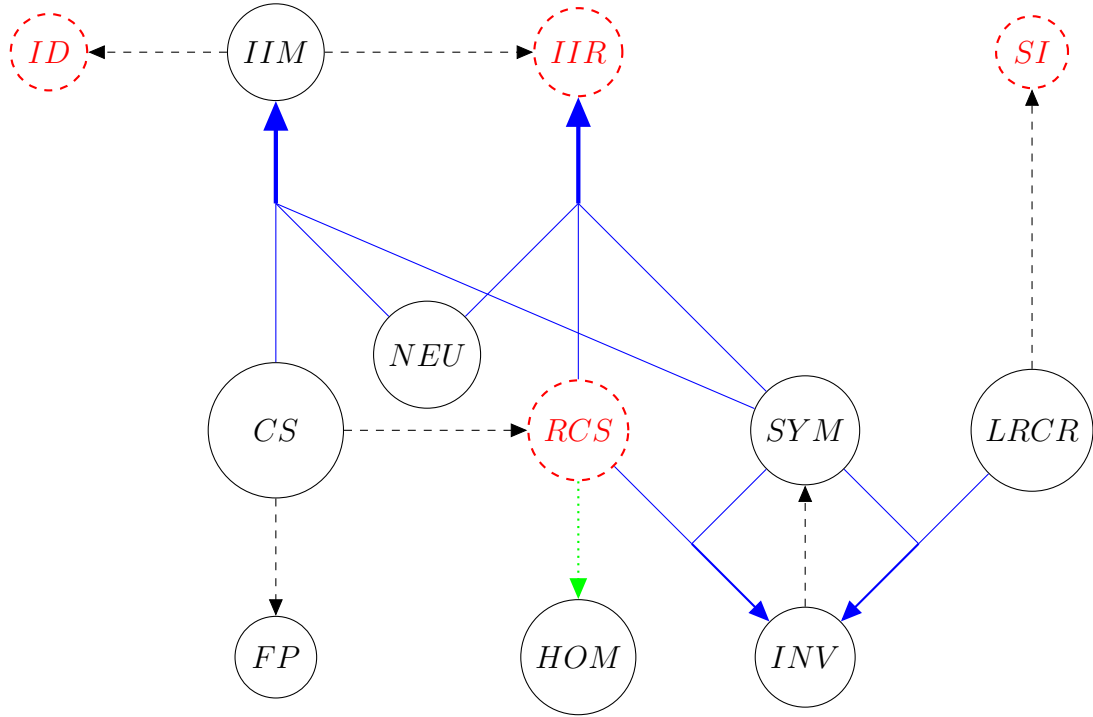 ID
IIM
IIR
SI
NEU
CS
RCS
SYM
LRCR
FP
HOM
INV